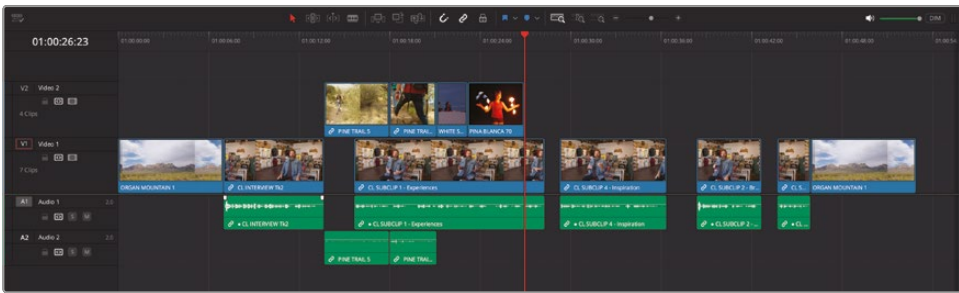 DIM
01:00:26:23
01:00:00:00 01:00:06:00 01:00:12:00 01:00:18:00 01:00:24:00 01:00:30:00 01:00:36:00 01:00:42:00 01:00:48:00 01:00:54
V2 Video 2
4 Clips
PINE TRAIL 5 PINE TRAIL... WHITE S... PINA BLANCA 70
V1 Video 1
7 Clips
ORGAN MOUNTAIN 1 CL INTERVIEW Tk2 CL SUBCLIP 1 - Experiences CL SUBCLIP 4 - Inspiration CL SUBCLIP 2 - Br... CL S... ORGAN MOUNTAIN 1
A1 Audio 1 2.0
S M
• CL INTERVIEW Tk2 • CL SUBCLIP 1 - Experiences • CL SUBCLIP 4 - Inspiration • CL SUBCLIP 2 - ... • CL...
A2 Audio 2 2.0
S M
PINE TRAIL 5 PINE TRAIL...